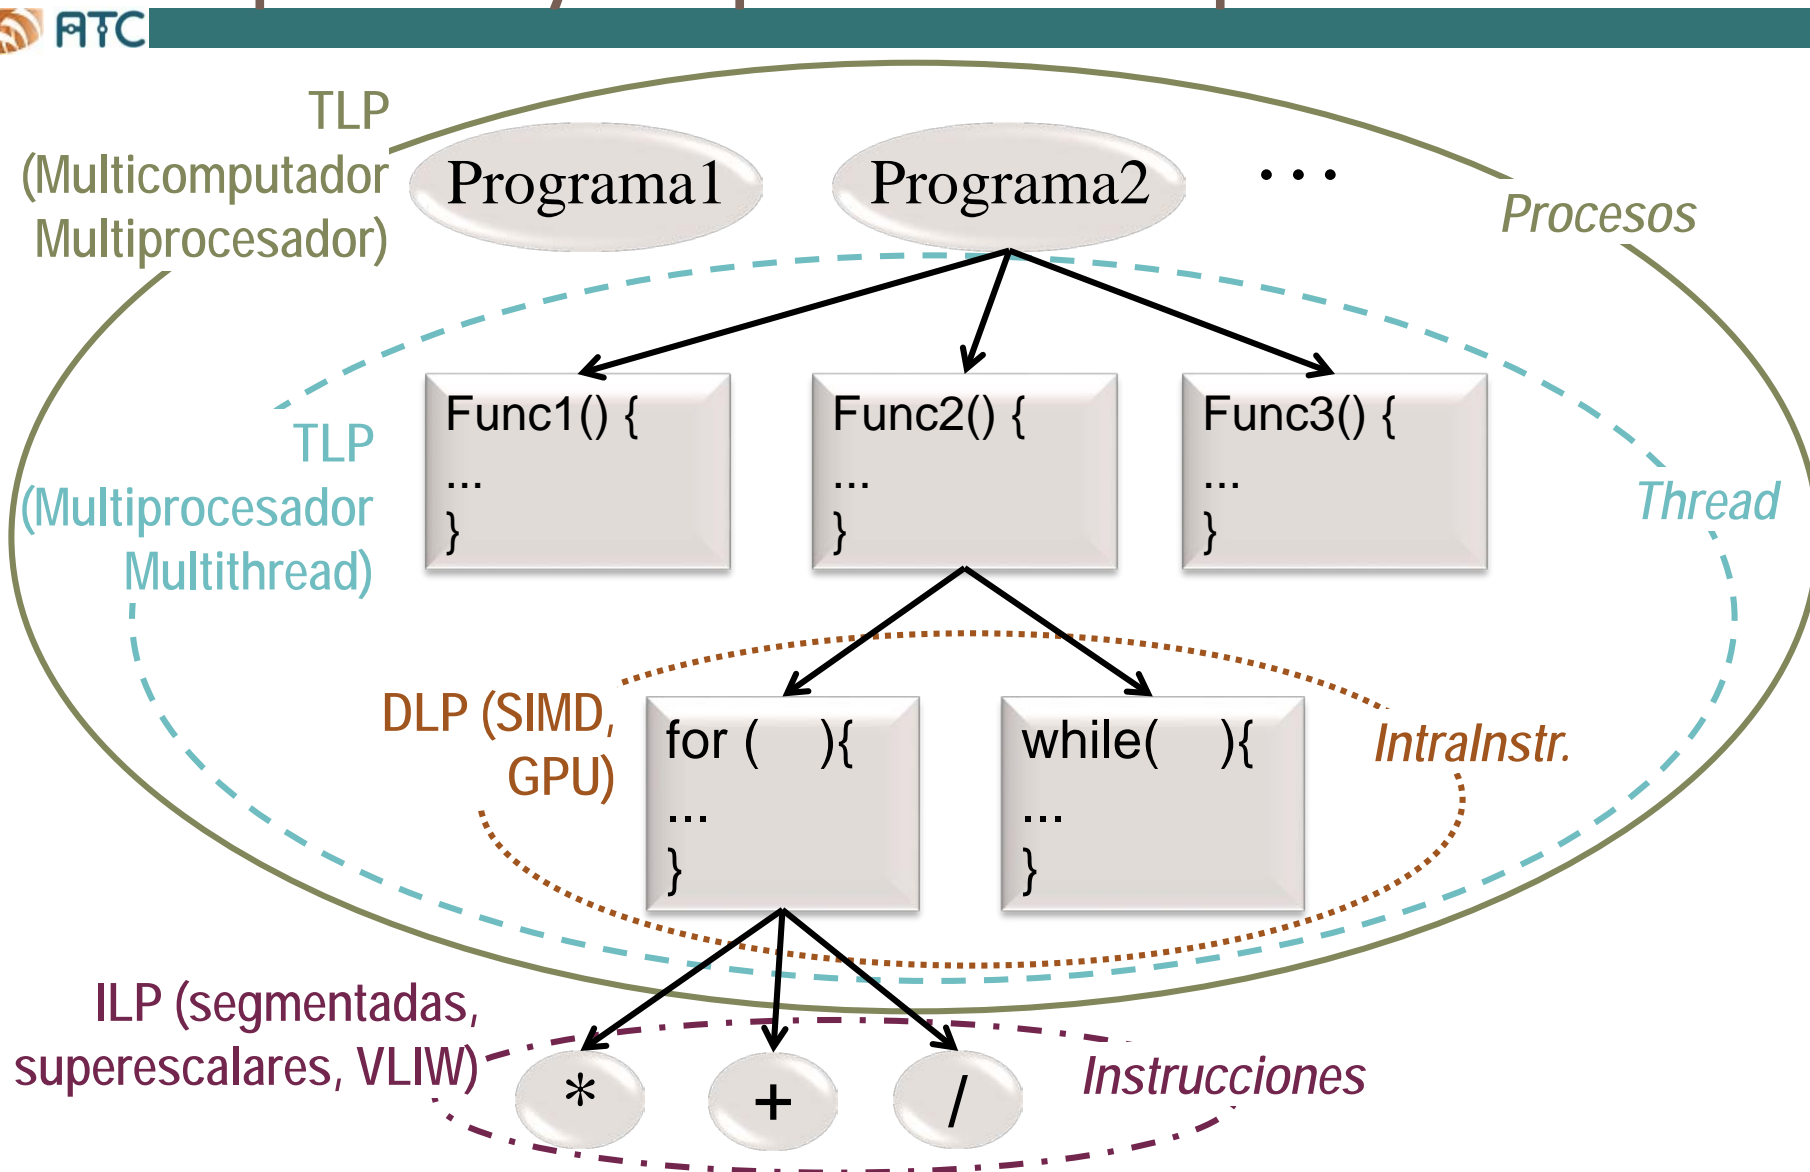 ATC
TLP
(Multicomputador
Multiprocesador)
Programa1
Programa2
...
Procesos
TLP
(Multiprocesador
Multithread)
Func1() {
...
}
Func2() {
...
}
Func3() {
...
}
Thread
DLP (SIMD,
GPU)
for ( ){
...
}
while( ){
...
}
IntraInstr.
ILP (segmentadas,
superescalares, VLIW)
*
+
/
Instrucciones